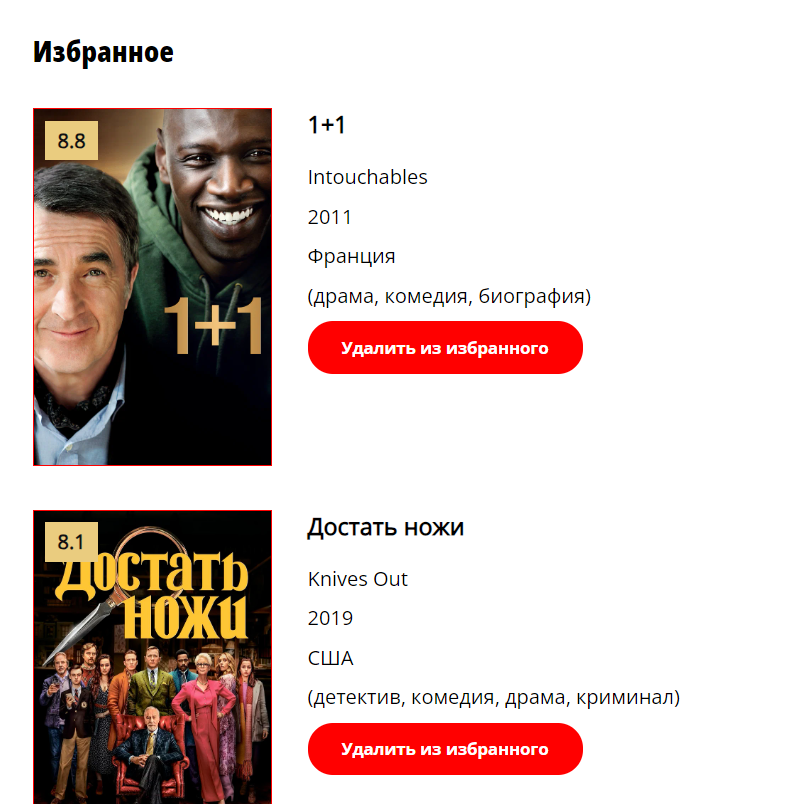 Избранное
8.8
1+1
1+1
Intouchables
2011
Франция
(драма, комедия, биография)
Удалить из избранного
8.1
Достать
ножи
Достать ножи
Knives Out
2019
США
(детектив, комедия, драма, криминал)
Удалить из избранного